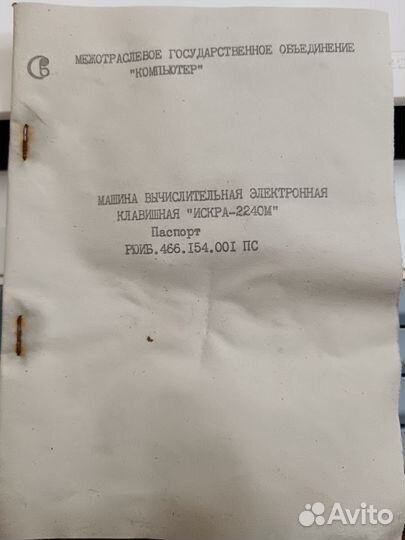 МЕЖОТРАСЛЕВОЕ ГОСУДАРСТВЕННОЕ ОБЪЕДИНЕНИЕ
"КОМПЬЮТЕР"
МАШИНА ВЫЧИСЛИТЕЛЬНАЯ ЭЛЕКТРОННАЯ
КЛАВИШНАЯ "ИСКРА-2240М"
Паспорт
РЮИБ.466.154.001 ПС
Avito